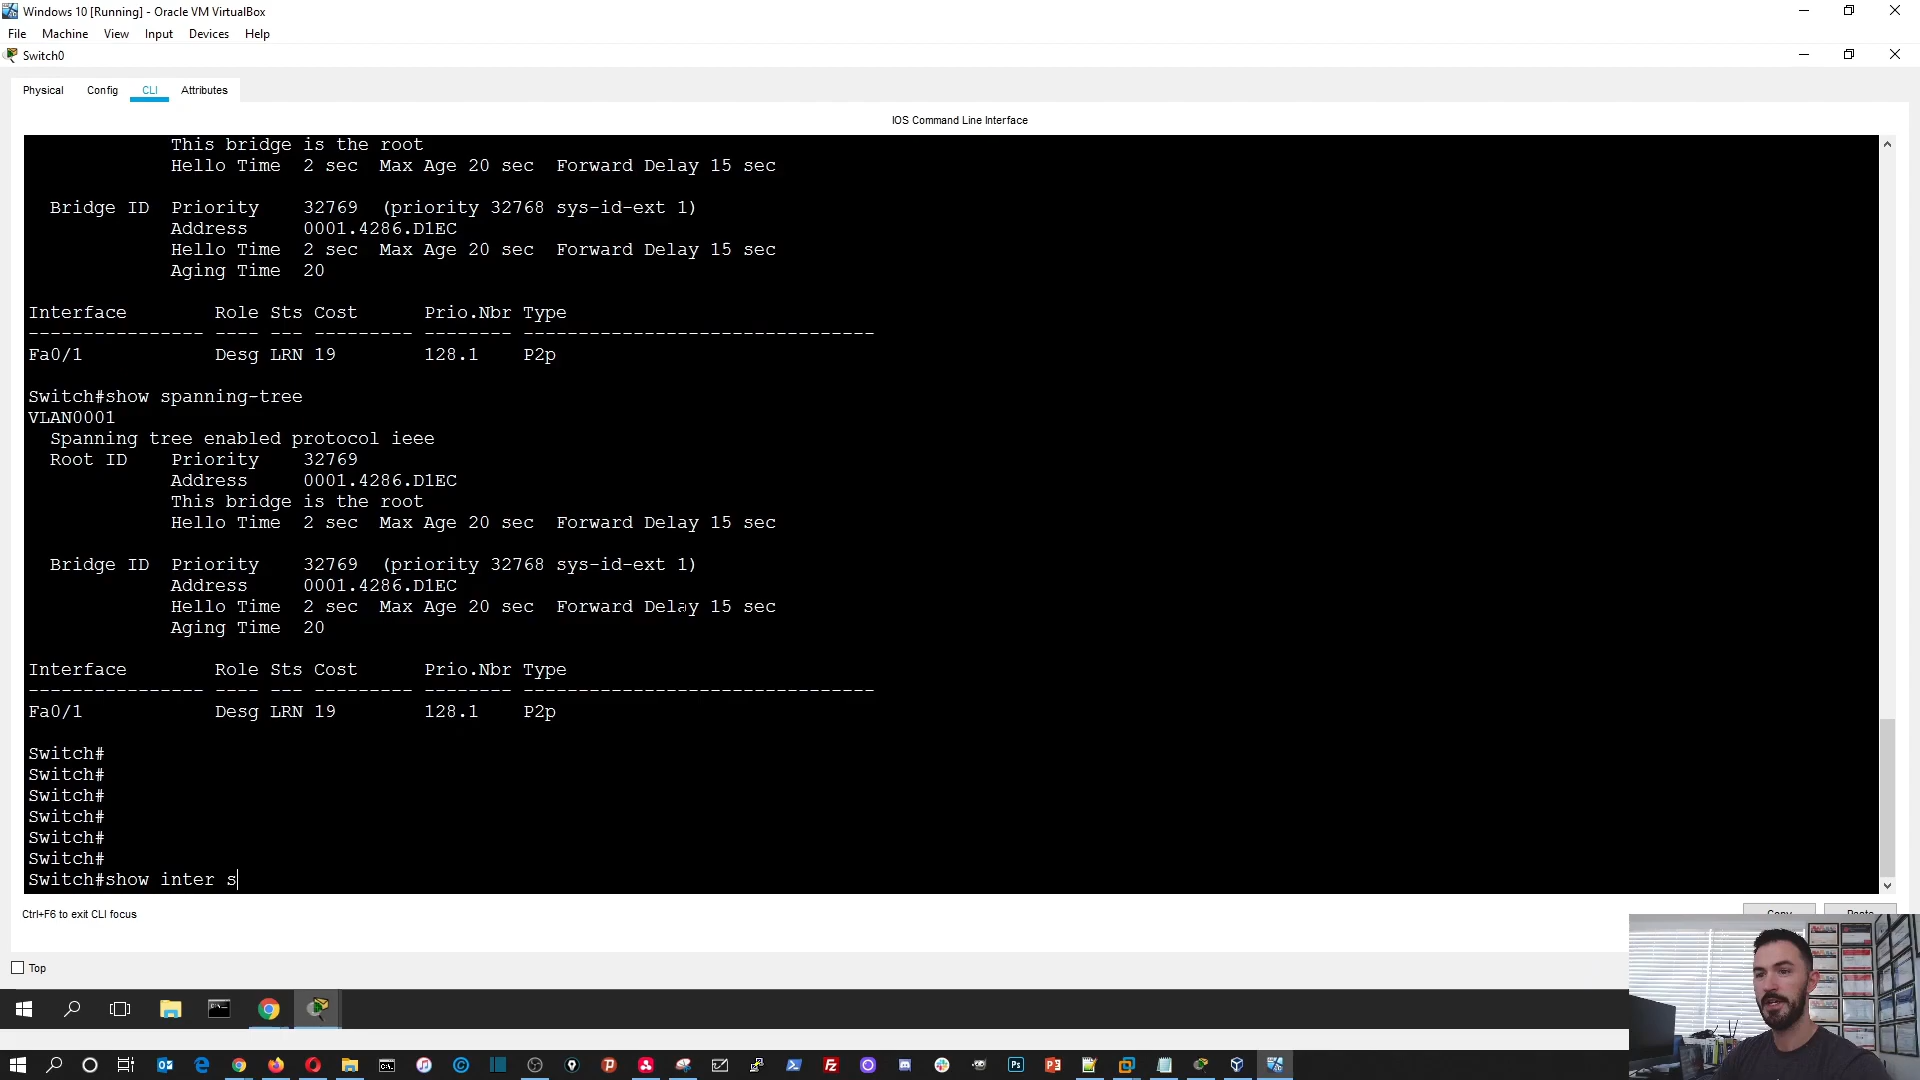 Windows 10 [Running] - Oracle VM VirtualBox
File Machine View Input Devices Help
Switch0
Physical Config CLI Attributes
IOS Command Line Interface
This bridge is the root
Hello Time 2 sec Max Age 20 sec Forward Delay 15 sec
Bridge ID Priority 32769 (priority 32768 sys-id-ext 1)
Address 0001.4286.D1EC
Hello Time 2 sec Max Age 20 sec Forward Delay 15 sec
Aging Time 20
Interface Role Sts Cost Prio.Nbr Type
---------------- ---- --- --------- -------- --------------------------------
Fa0/1 Desg LRN 19 128.1 P2p
Switch#show spanning-tree
VLAN0001
Spanning tree enabled protocol ieee
Root ID Priority 32769
Address 0001.4286.D1EC
This bridge is the root
Hello Time 2 sec Max Age 20 sec Forward Delay 15 sec
Bridge ID Priority 32769 (priority 32768 sys-id-ext 1)
Address 0001.4286.D1EC
Hello Time 2 sec Max Age 20 sec Forward Delay 15 sec
Aging Time 20
Interface Role Sts Cost Prio.Nbr Type
---------------- ---- --- --------- -------- --------------------------------
Fa0/1 Desg LRN 19 128.1 P2p
Switch#
Switch#
Switch#
Switch#
Switch#
Switch#
Switch#show inter s
Ctrl+F6 to exit CLI focus
Copy Paste
Top